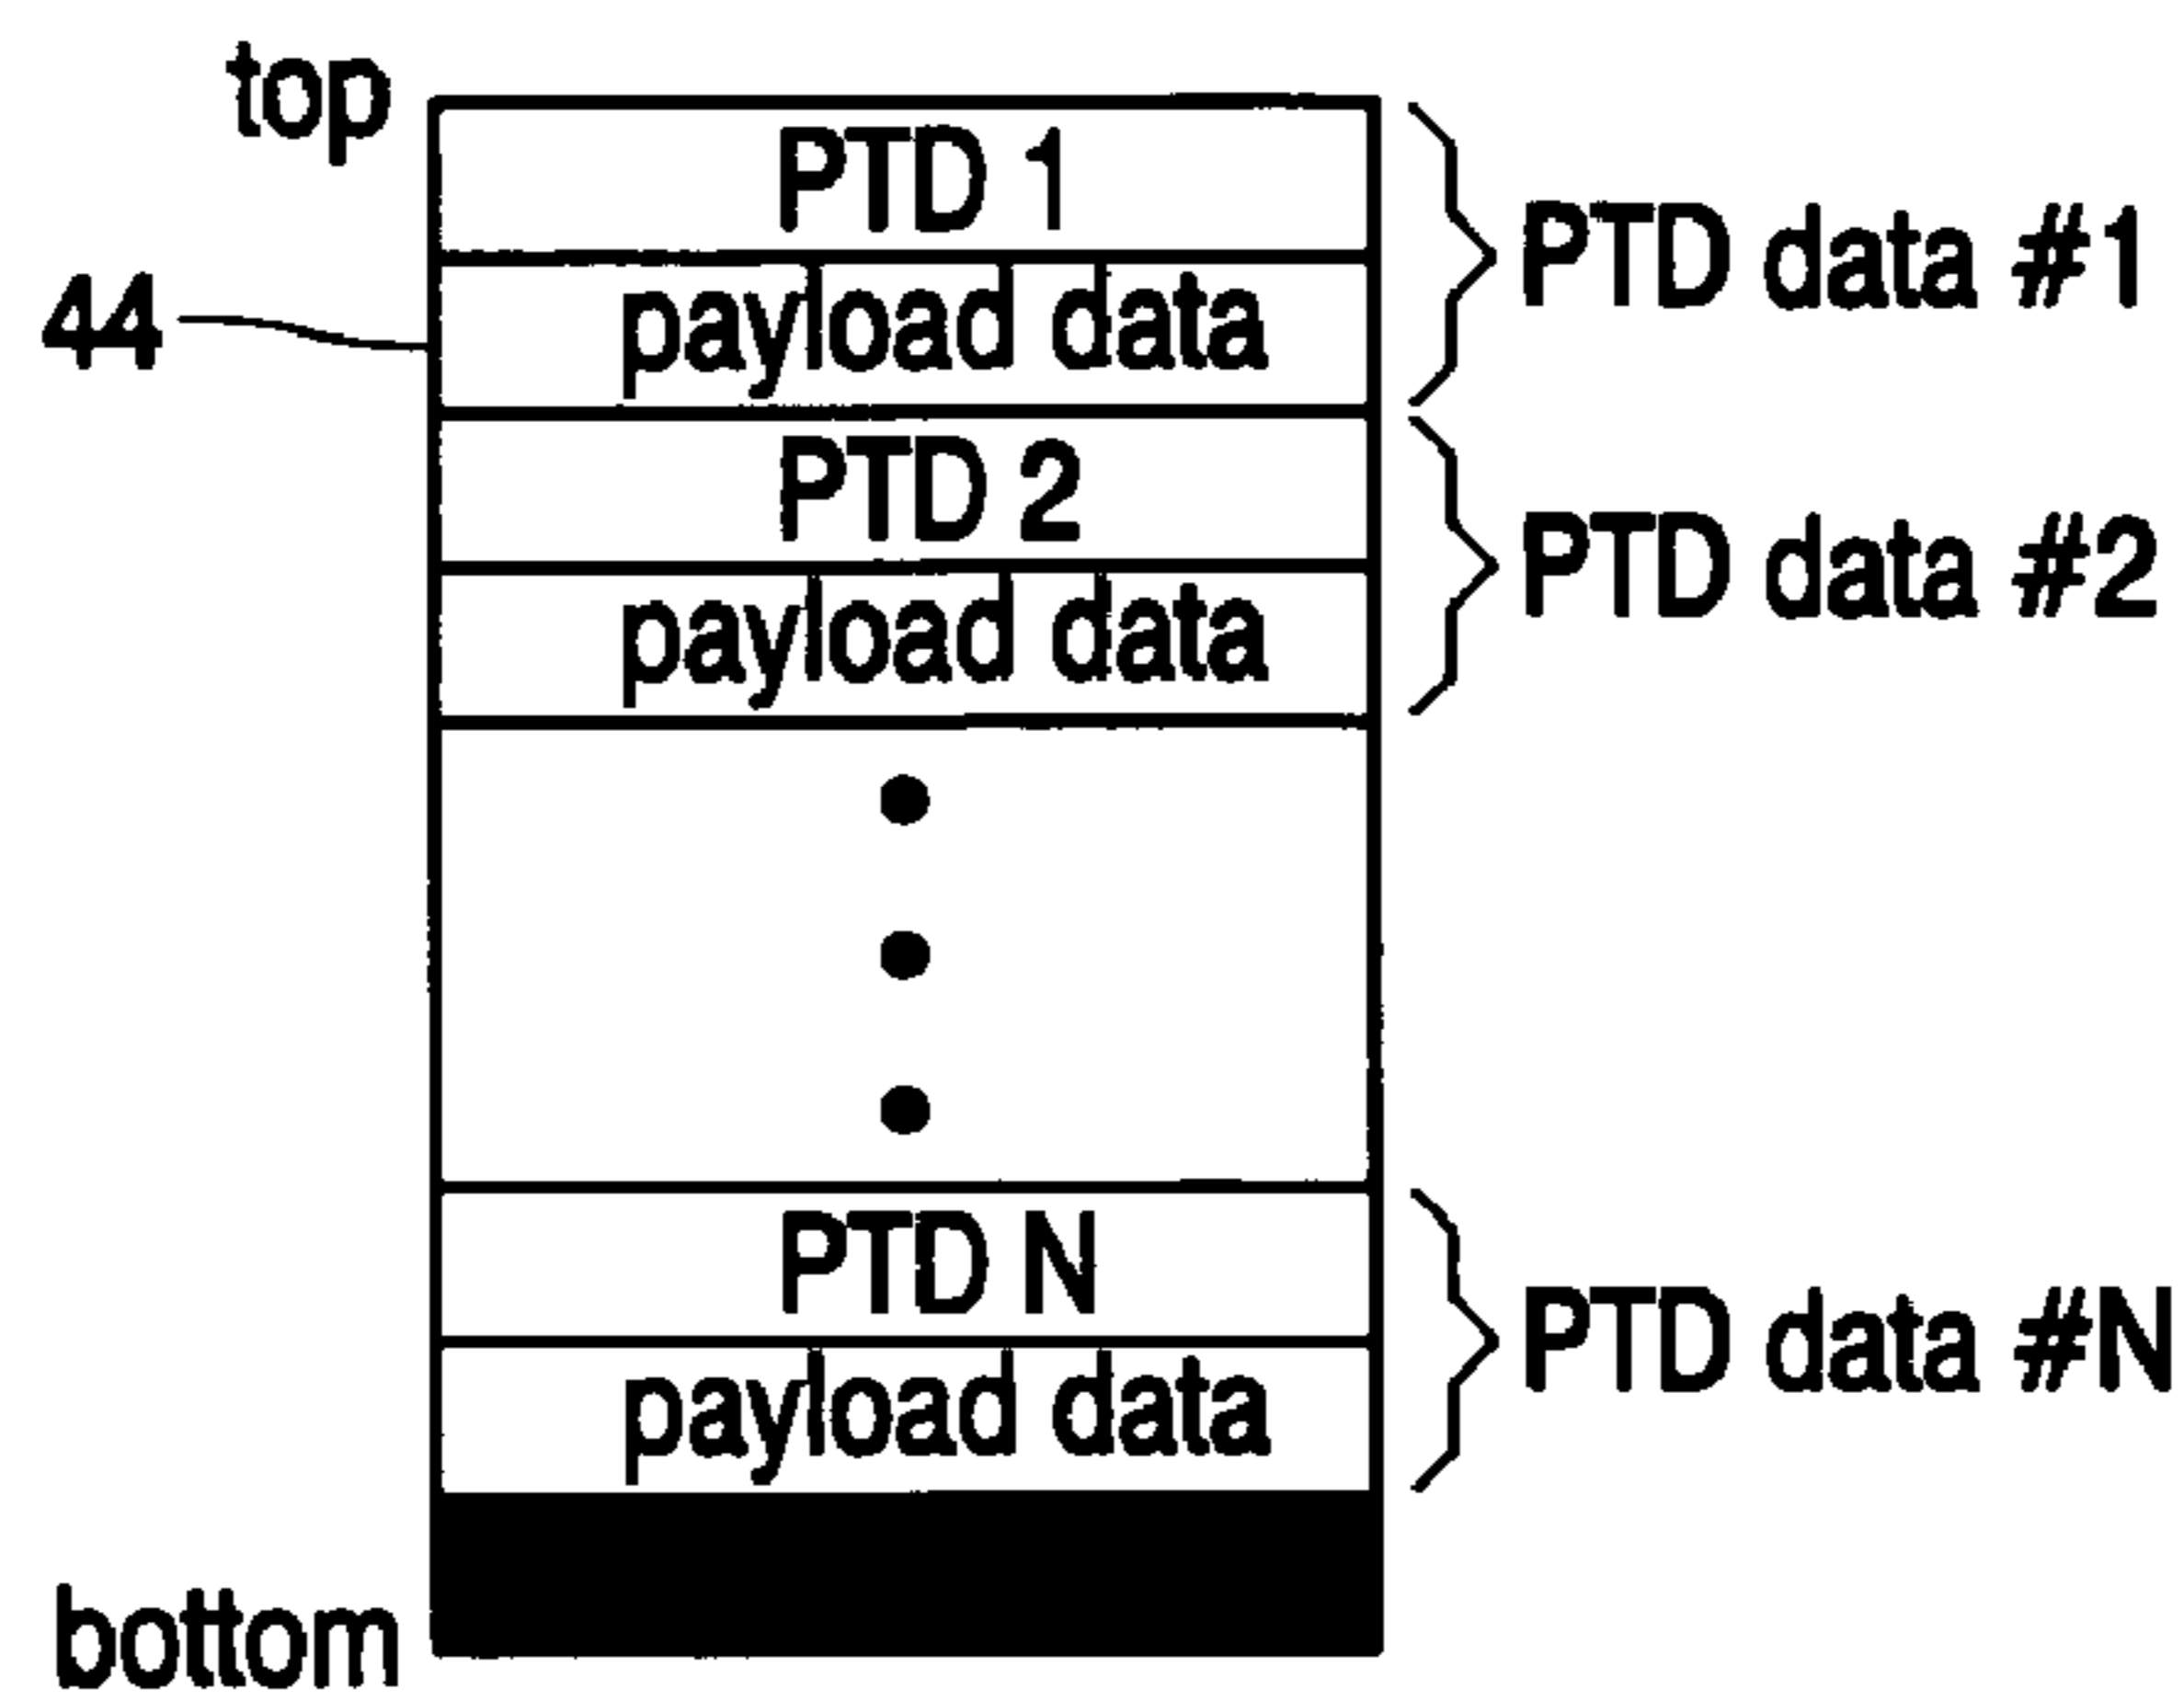 top
PTD 1
PTD data #1
44
payload data
PTD 2
PTD data #2
payload data
PTD N
PTD data #N
payload data
bottom